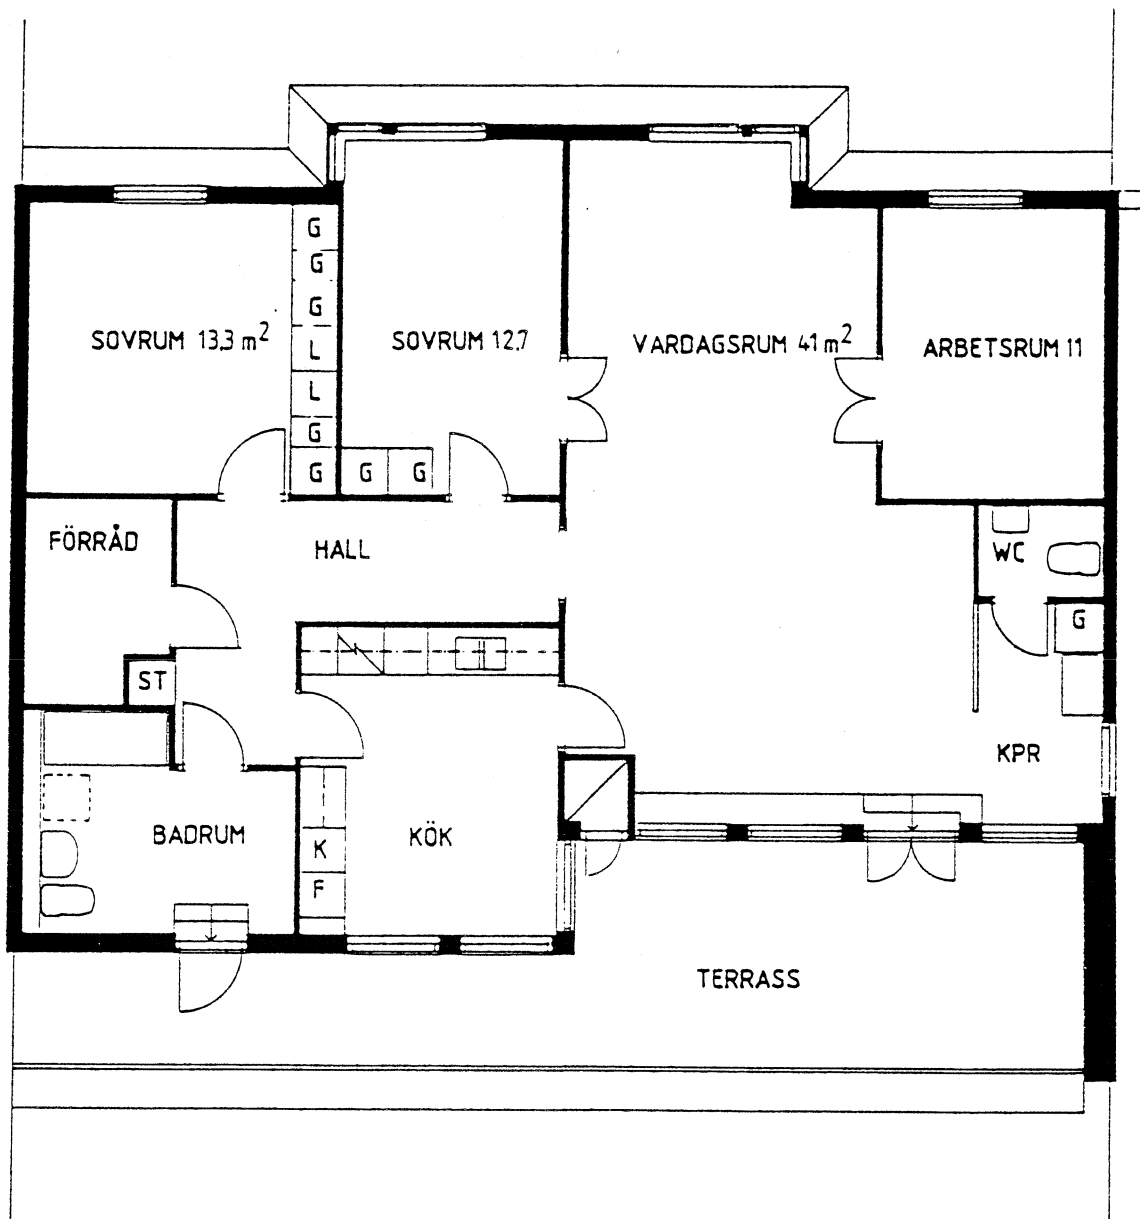 G
G
G
L
L
G
G
SOVRUM 13,3 m²
SOVRUM 12,7
G G
VARDAGSRUM 41 m²
ARBETSRUM 11
FÖRRÅD
HALL
WC
G
ST
KPR
BADRUM
K
F
KÖK
TERRASS